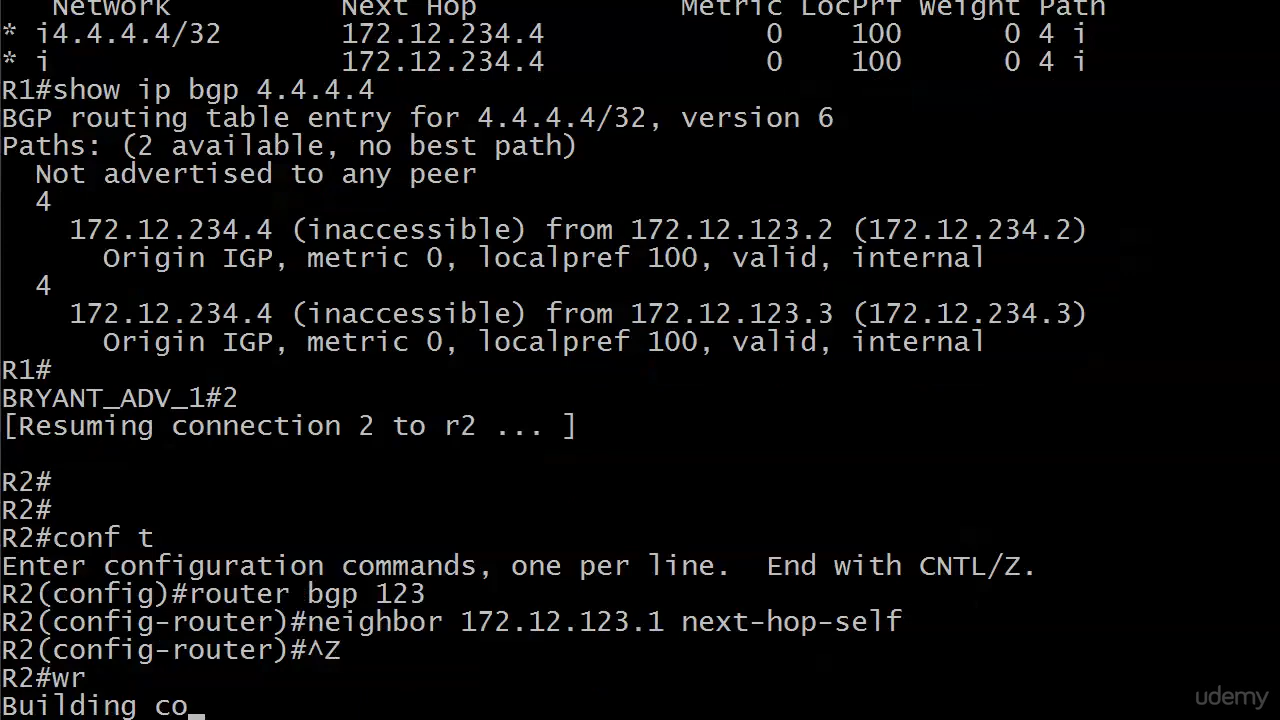 Network Next Hop Metric LocPrf Weight Path
* i4.4.4.4/32 172.12.234.4 0 100 0 4 i
* i 172.12.234.4 0 100 0 4 i
R1#show ip bgp 4.4.4.4
BGP routing table entry for 4.4.4.4/32, version 6
Paths: (2 available, no best path)
Not advertised to any peer
4
172.12.234.4 (inaccessible) from 172.12.123.2 (172.12.234.2)
Origin IGP, metric 0, localpref 100, valid, internal
4
172.12.234.4 (inaccessible) from 172.12.123.3 (172.12.234.3)
Origin IGP, metric 0, localpref 100, valid, internal
R1#
BRYANT_ADV_1#2
[Resuming connection 2 to r2 ... ]
R2#
R2#
R2#conf t
Enter configuration commands, one per line. End with CNTL/Z.
R2(config)#router bgp 123
R2(config-router)#neighbor 172.12.123.1 next-hop-self
R2(config-router)#^Z
R2#wr
Building co_
udemy